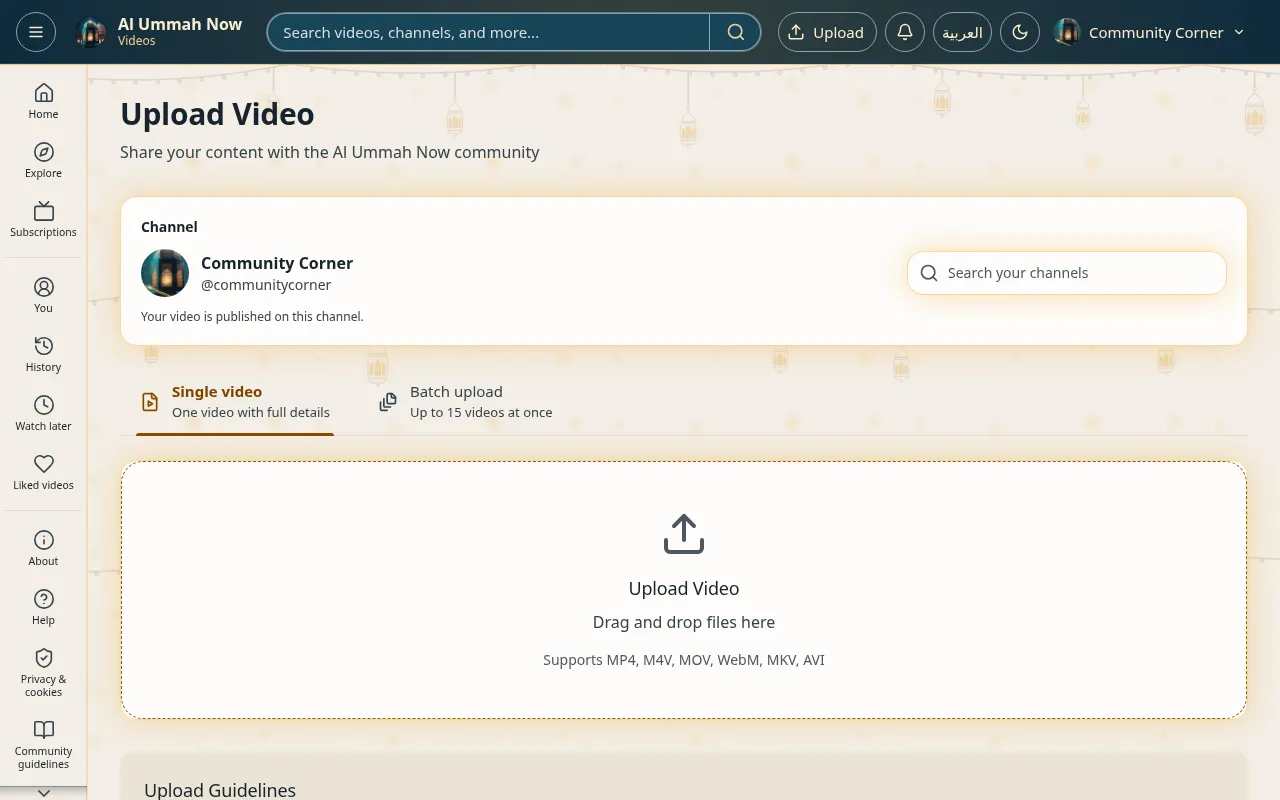 Al Ummah Now
Videos
Search videos, channels, and more...
Upload
العربية
Community Corner
Home
Explore
Subscriptions
You
History
Watch later
Liked videos
About
Help
Privacy &
cookies
Community
guidelines
Upload Video
Share your content with the Al Ummah Now community
Channel
Community Corner
@communitycorner
Search your channels
Your video is published on this channel.
Single video
One video with full details
Batch upload
Up to 15 videos at once
Upload Video
Drag and drop files here
Supports MP4, M4V, MOV, WebM, MKV, AVI
Upload Guidelines